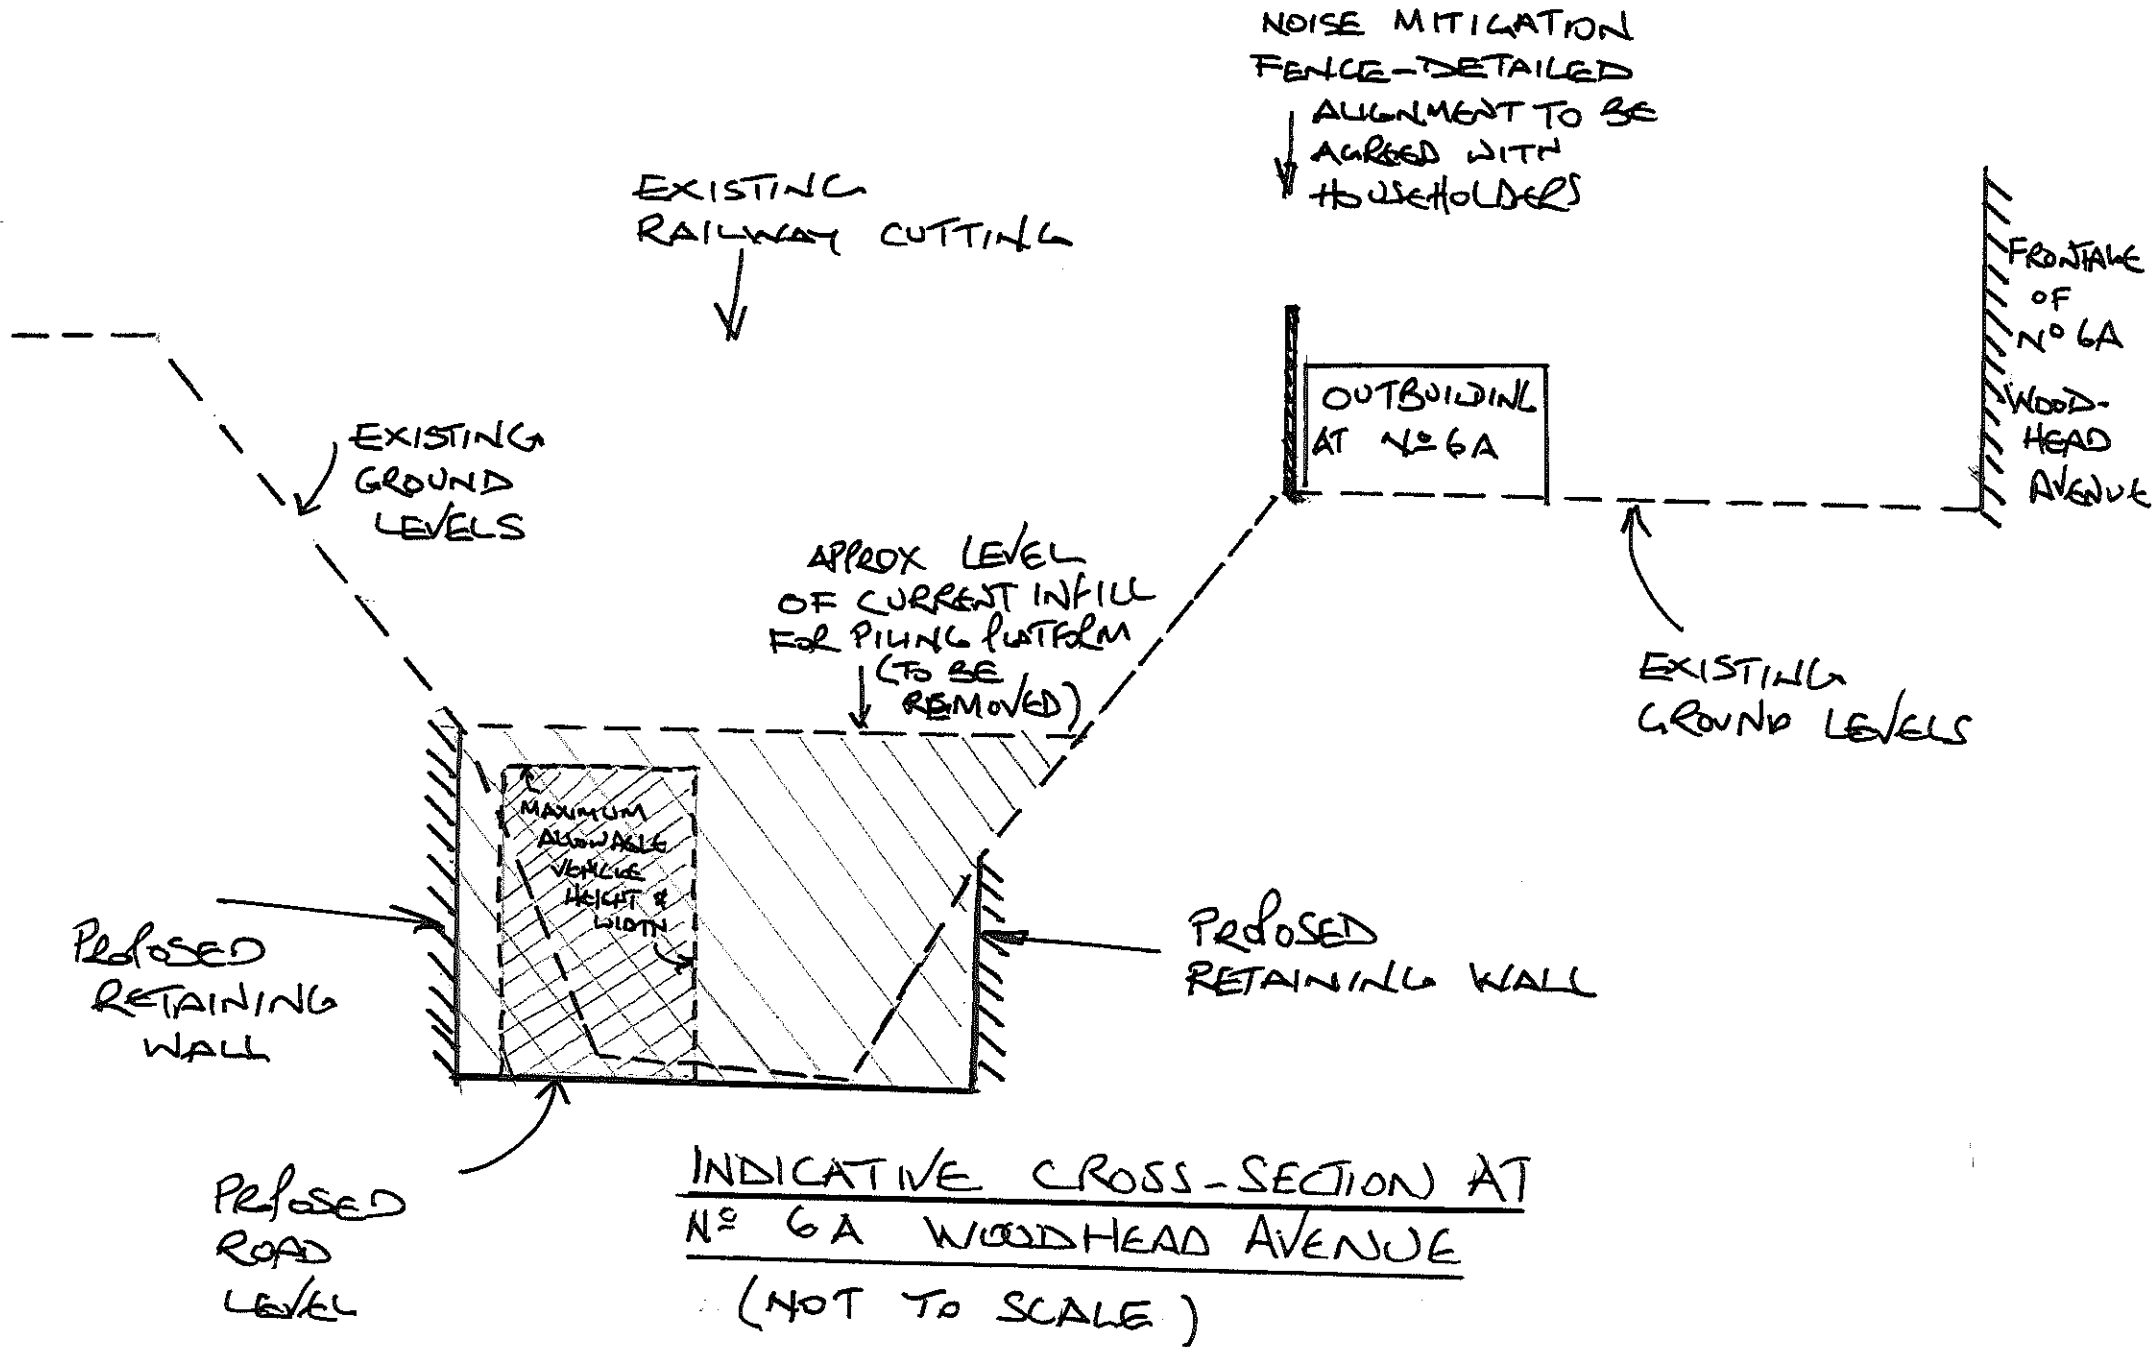 NOISE MITIGATION
FENCE-DETAILED
ALIGNMENT TO BE
AGREED WITH
HOUSEHOLDERS
EXISTING
RAILWAY CUTTING
FRONTAGE
OF
Nº 6A
WOOD-
HEAD
AVENUE
OUTBUILDING
AT Nº 6A
EXISTING
GROUND
LEVELS
APPROX LEVEL
OF CURRENT INFILL
FOR PILING PLATFORM
(TO BE
REMOVED)
EXISTING
GROUND LEVELS
MAXIMUM
ALLOWABLE
VEHICLE
HEIGHT &
WIDTH
PROPOSED
RETAINING
WALL
PROPOSED
RETAINING WALL
PROPOSED
ROAD
LEVEL
INDICATIVE CROSS-SECTION AT
Nº 6A WOODHEAD AVENUE
(NOT TO SCALE)